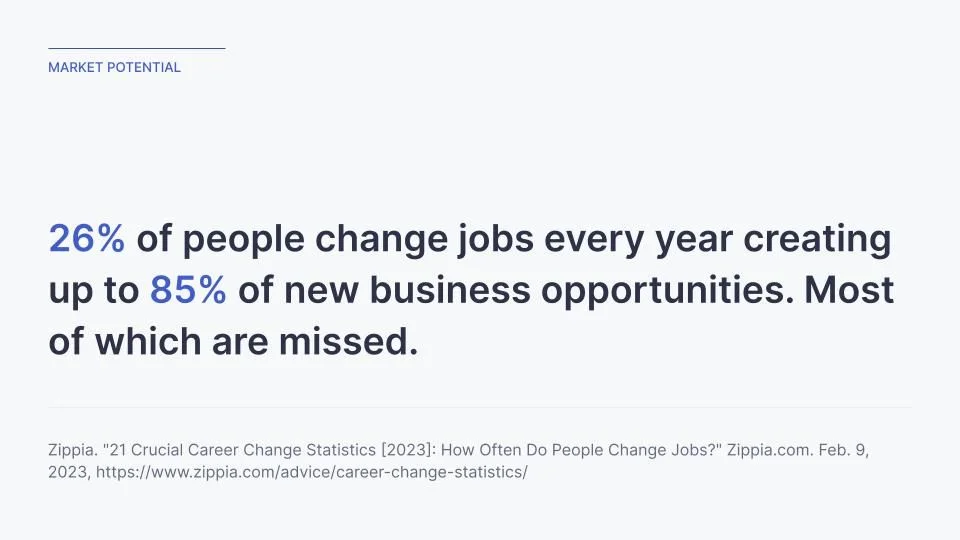 MARKET POTENTIAL
26% of people change jobs every year creating
up to 85% of new business opportunities. Most
of which are missed.
Zippia. "21 Crucial Career Change Statistics [2023]: How Often Do People Change Jobs?" Zippia.com. Feb. 9,
2023, https://www.zippia.com/advice/career-change-statistics/